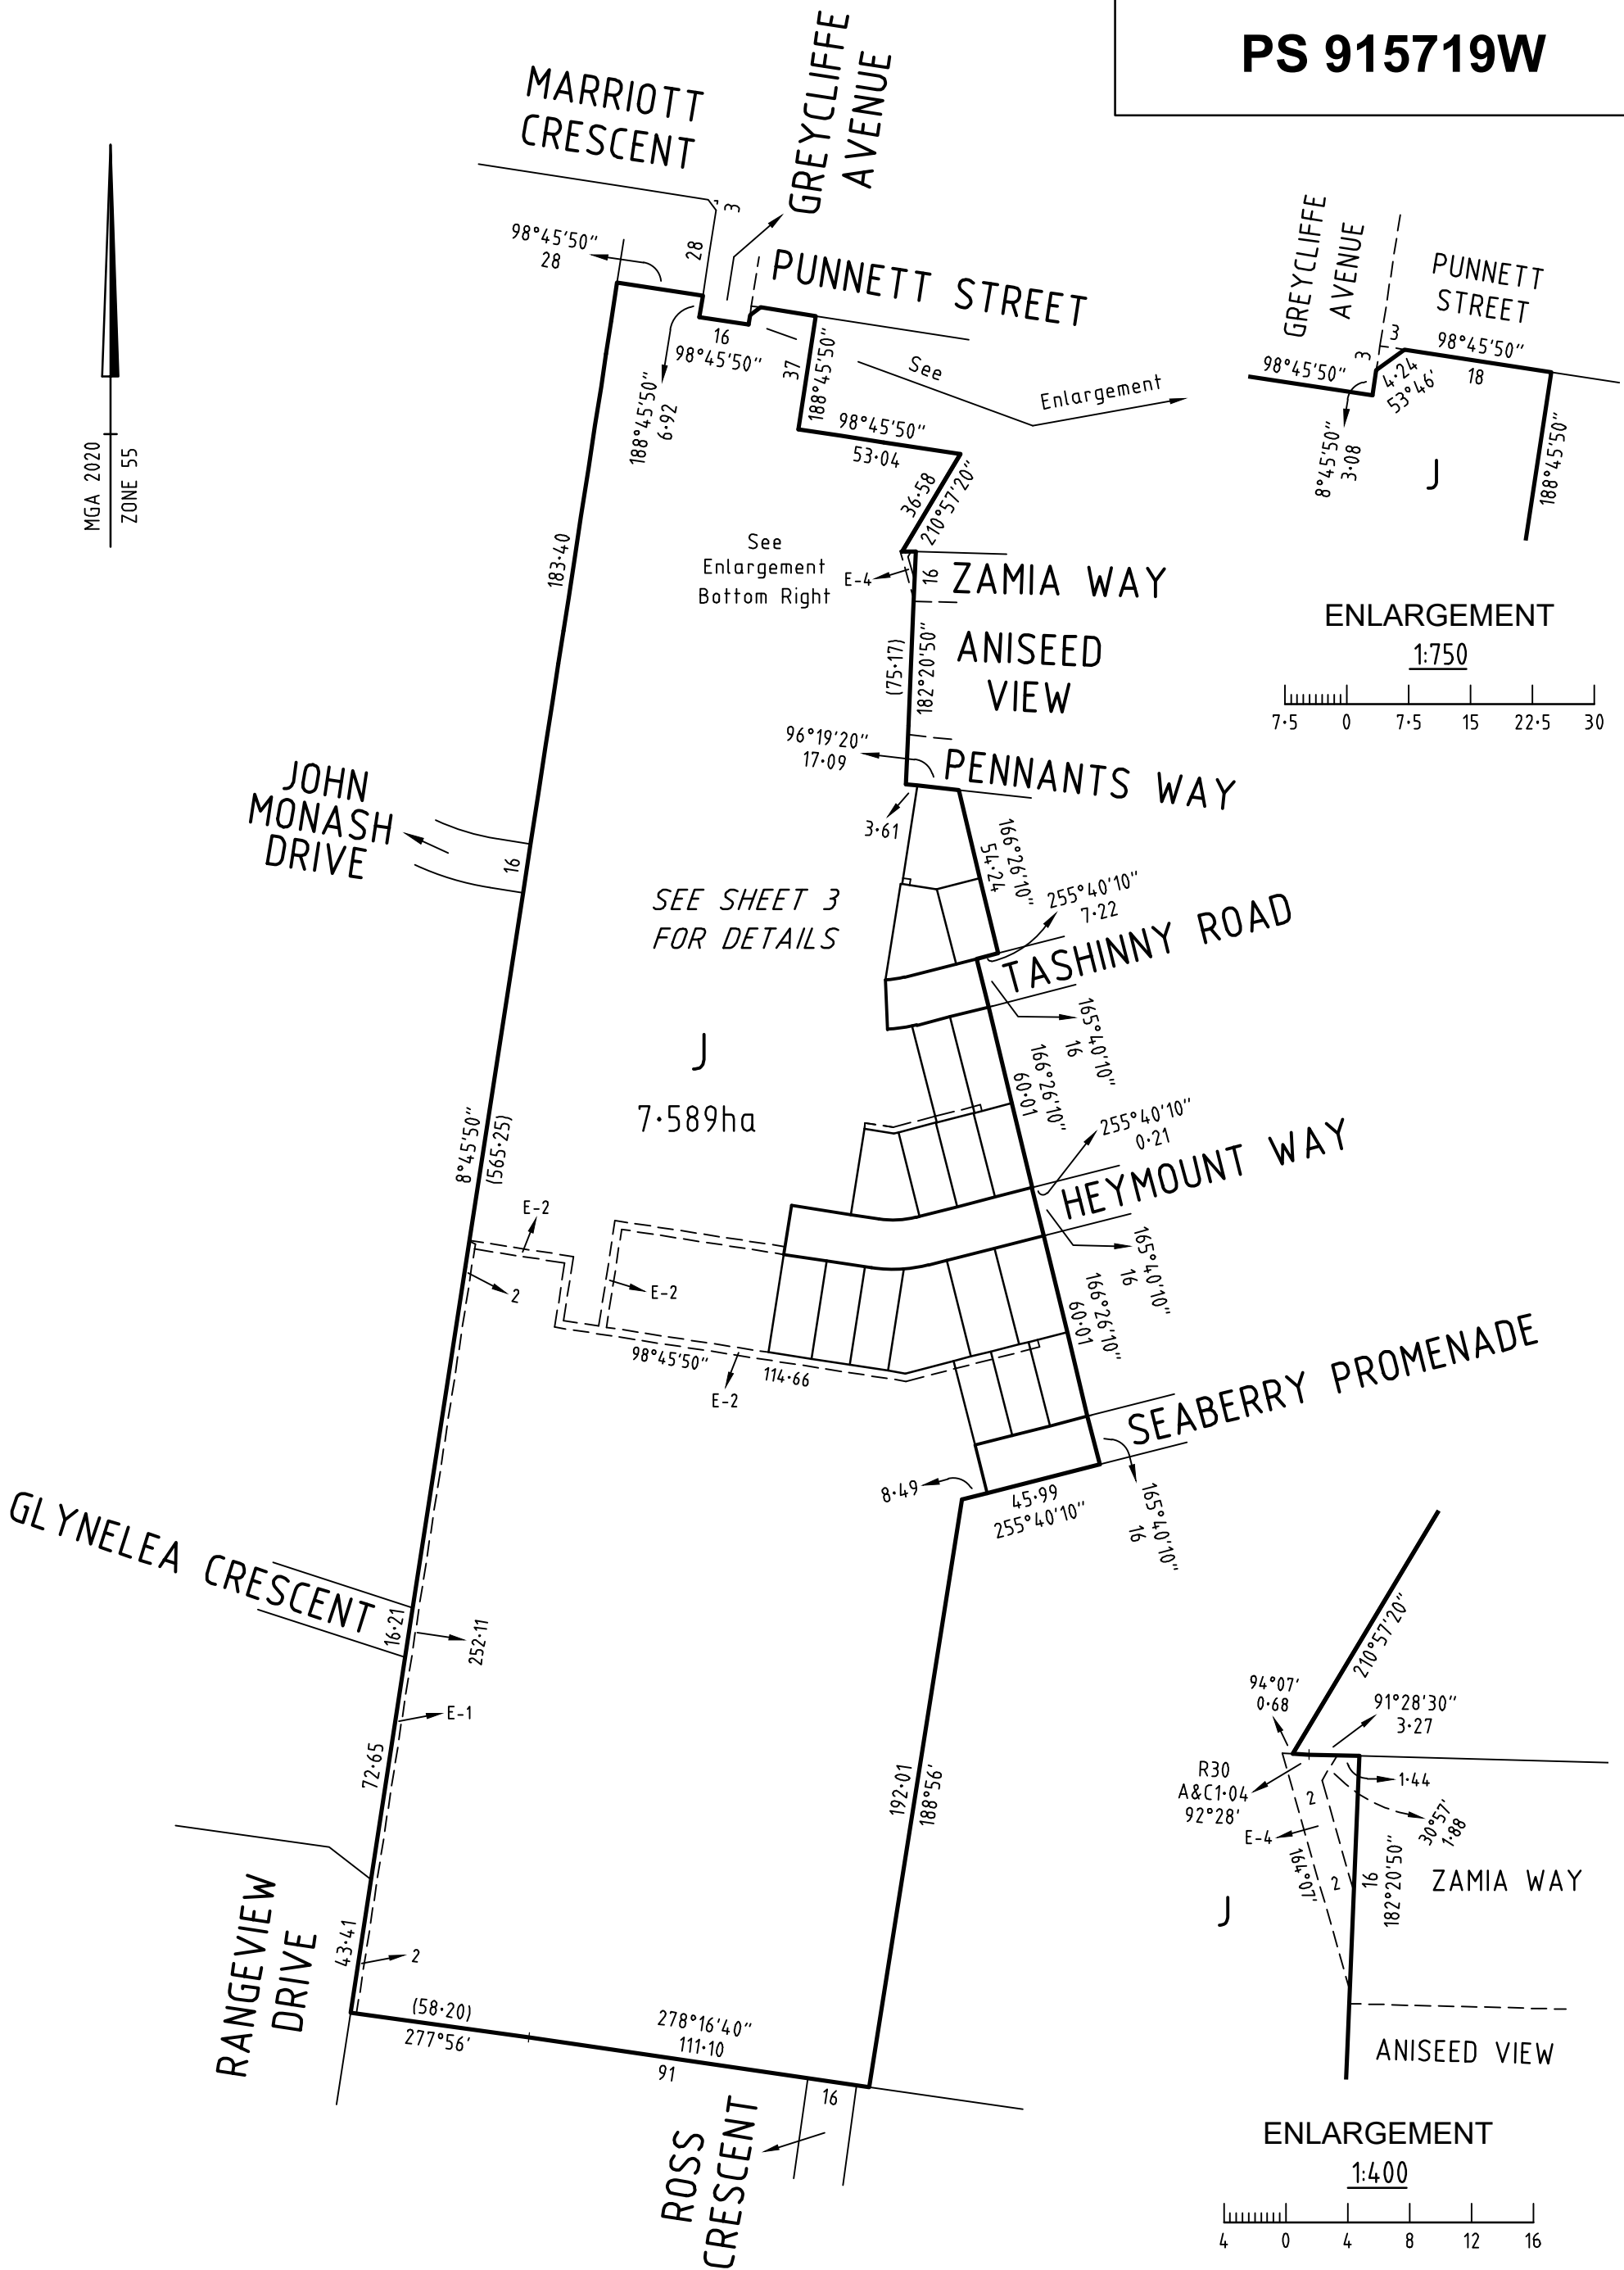 PS 915719W
MARRIOTT
CRESCENT
GREYCLIFFE
AVENUE
3
28
98°45'50"
28
PUNNETT STREET
16
98°45'50"
188°45'50"
6·92
37
188°45'50"
See
Enlargement
98°45'50"
53·04
36·58
210°57'20"
MGA 2020
ZONE 55
GREYCLIFFE
AVENUE
PUNNETT
STREET
3
3
98°45'50"
18
98°45'50"
4·24
53°46'
8°45'50"
3·08
188°45'50"
J
ENLARGEMENT
1:750
7·5 0 7·5 15 22·5 30
See
Enlargement
Bottom Right
E-4
16
ZAMIA WAY
183·40
(75·17)
182°20'50"
ANISEED
VIEW
96°19'20"
17·09
PENNANTS WAY
3·61
JOHN
MONASH
DRIVE
16
166°26'10"
54·24
SEE SHEET 3
FOR DETAILS
255°40'10"
7·22
TASHINNY ROAD
165°40'10"
16
J
7·589ha
166°26'10"
60·01
8°45'50"
(565·25)
255°40'10"
0·21
HEYMOUNT WAY
165°40'10"
16
E-2
2
E-2
98°45'50"
114·66
E-2
166°26'10"
60·01
SEABERRY PROMENADE
8·49
45·99
255°40'10"
165°40'10"
16
GLYNELEA CRESCENT
16·21
252·11
E-1
72·65
192·01
188°56'
RANGEVIEW
DRIVE
43·41
2
(58·20)
277°56'
278°16'40"
111·10
91
16
ROSS
CRESCENT
210°57'20"
94°07'
0·68
91°28'30"
3·27
R30
A&C1·04
92°28'
1·44
2
30°57'
1·88
E-4
164°07'
2
16
182°20'50"
ZAMIA WAY
J
ANISEED VIEW
ENLARGEMENT
1:400
4 0 4 8 12 16